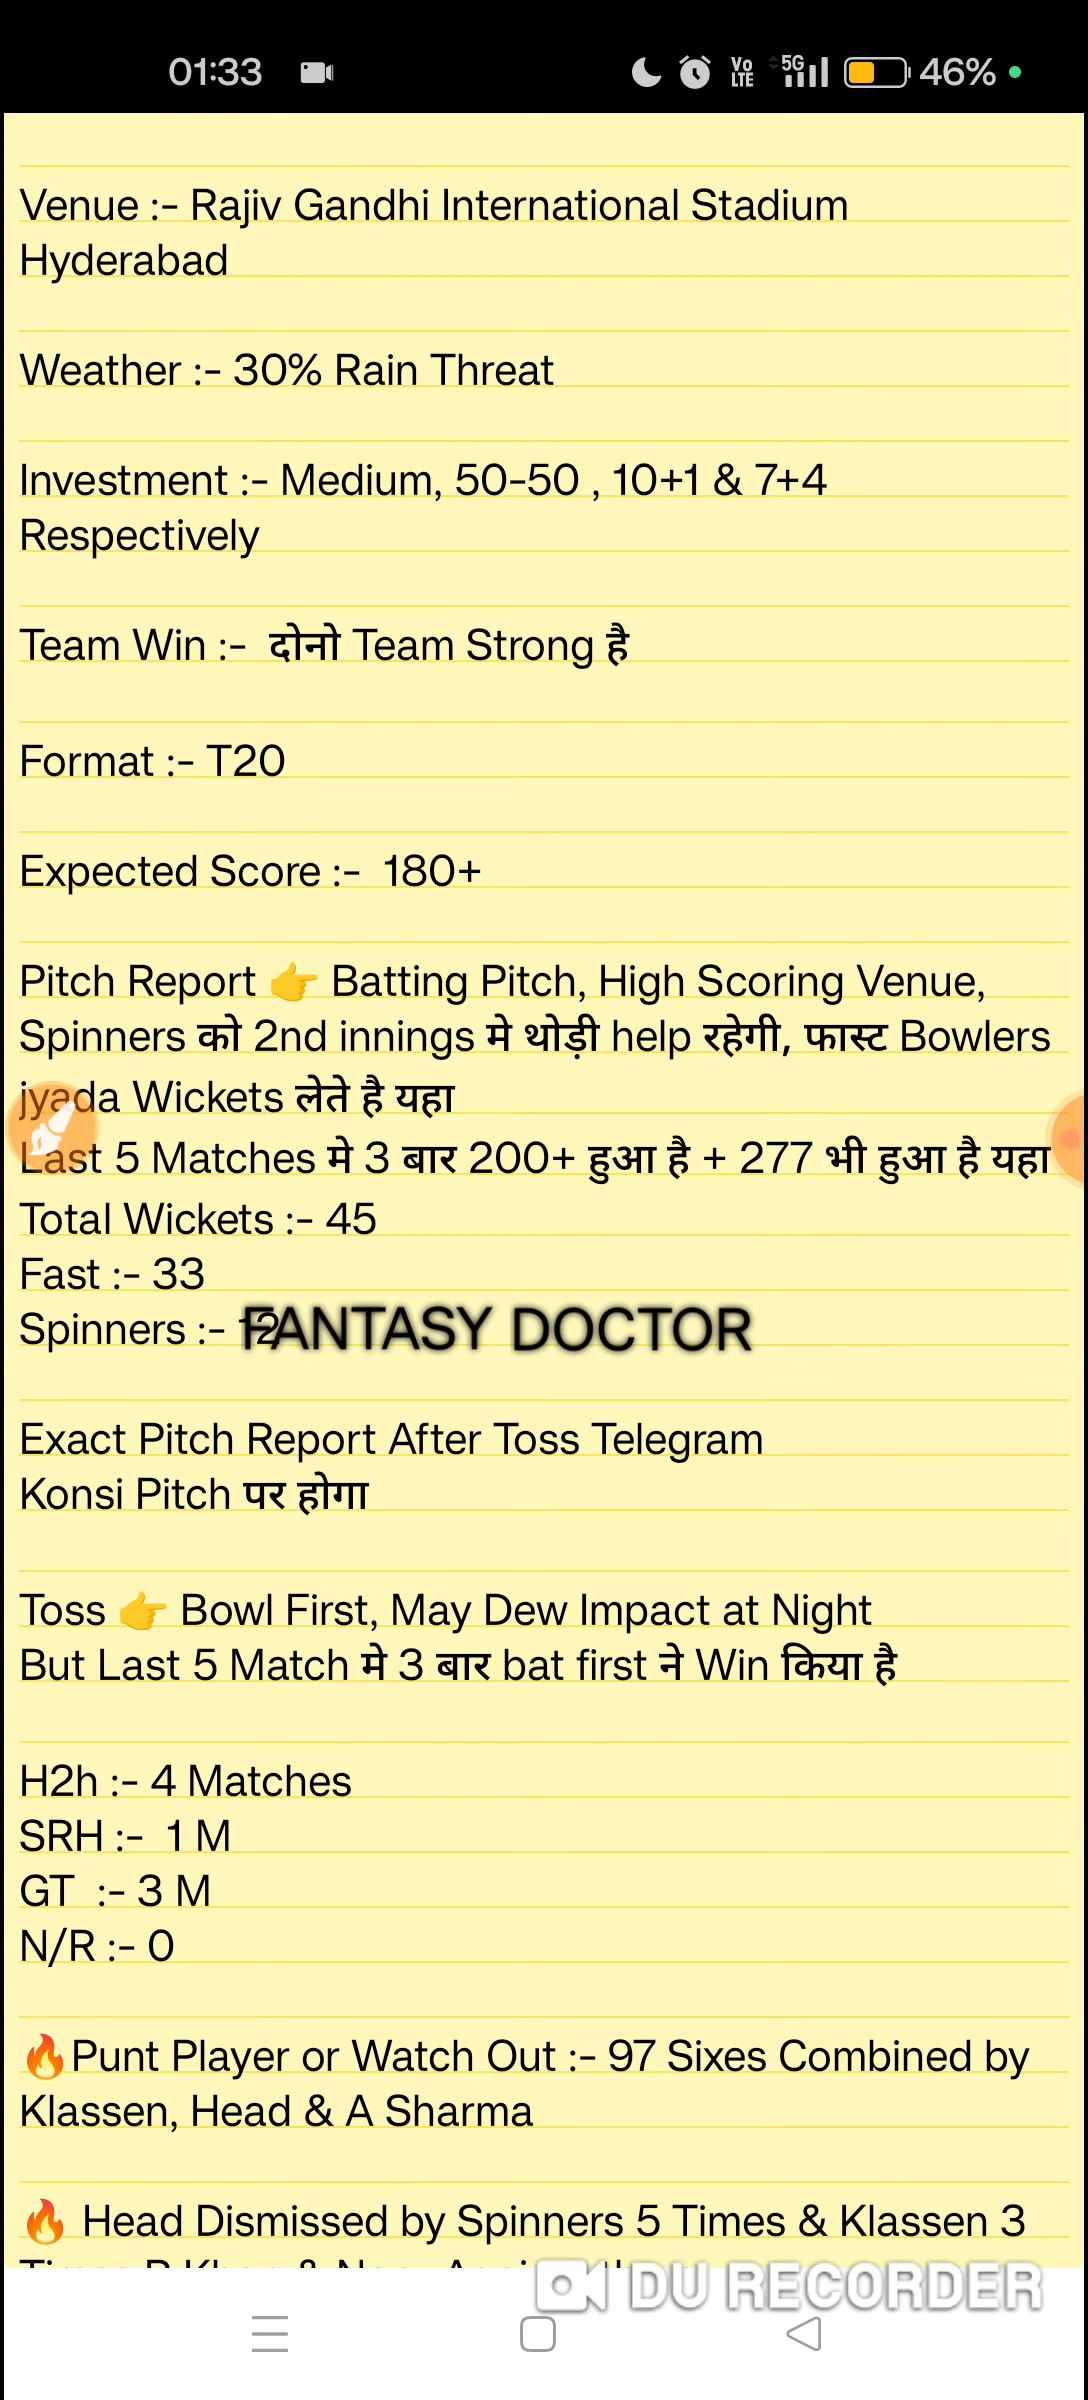 01:33
Vo LTE 5G 46%
Venue :- Rajiv Gandhi International Stadium
Hyderabad
Weather :- 30% Rain Threat
Investment :- Medium, 50-50 , 10+1 & 7+4
Respectively
Team Win :- दोनो Team Strong है
Format :- T20
Expected Score :- 180+
Pitch Report 👉 Batting Pitch, High Scoring Venue,
Spinners को 2nd innings मे थोड़ी help रहेगी, फास्ट Bowlers
jyada Wickets लेते है यहा
Last 5 Matches मे 3 बार 200+ हुआ है + 277 भी हुआ है यहा
Total Wickets :- 45
Fast :- 33
Spinners :- 12
FANTASY DOCTOR
Exact Pitch Report After Toss Telegram
Konsi Pitch पर होगा
Toss 👉 Bowl First, May Dew Impact at Night
But Last 5 Match मे 3 बार bat first ने Win किया है
H2h :- 4 Matches
SRH :- 1 M
GT :- 3 M
N/R :- 0
🔥Punt Player or Watch Out :- 97 Sixes Combined by
Klassen, Head & A Sharma
🔥 Head Dismissed by Spinners 5 Times & Klassen 3
DU RECORDER